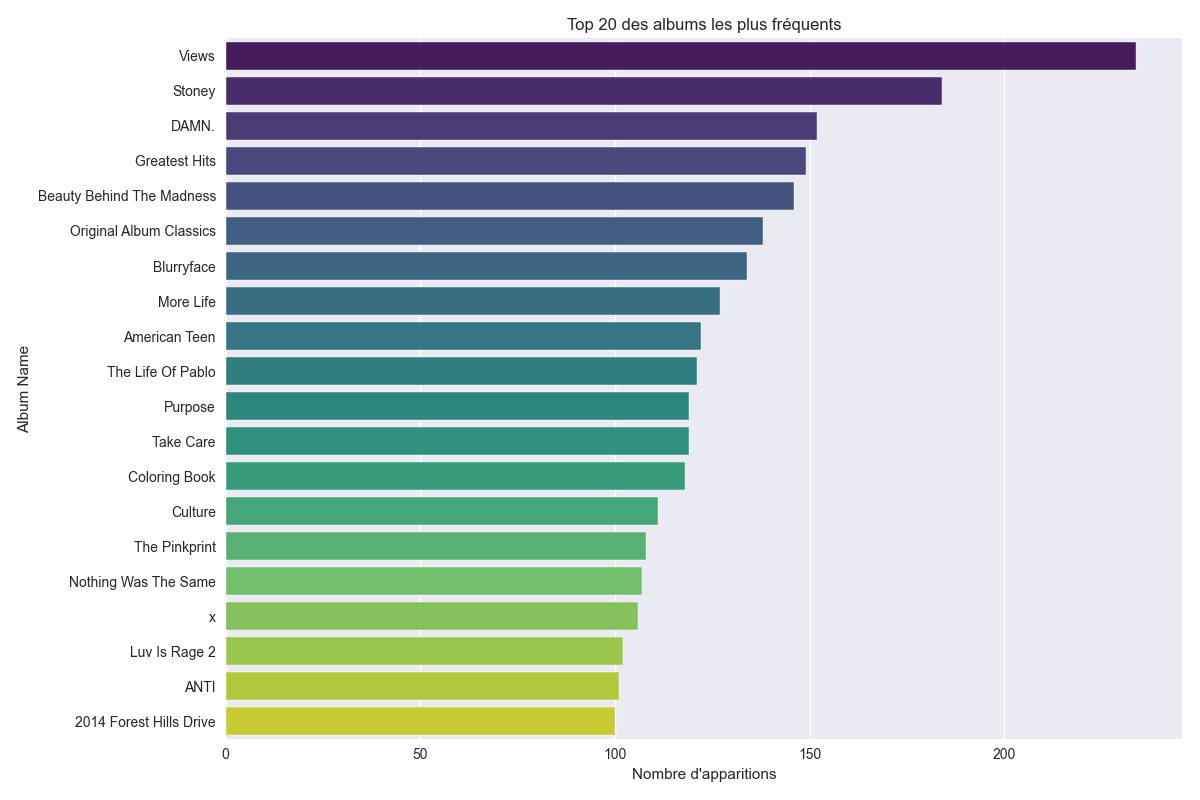 Top 20 des albums les plus fréquents
Views
Stoney
DAMN.
Greatest Hits
Beauty Behind The Madness
Original Album Classics
Blurryface
More Life
American Teen
The Life Of Pablo
Purpose
Take Care
Coloring Book
Culture
The Pinkprint
Nothing Was The Same
x
Luv Is Rage 2
ANTI
2014 Forest Hills Drive
Album Name
0 50 100 150 200
Nombre d'apparitions